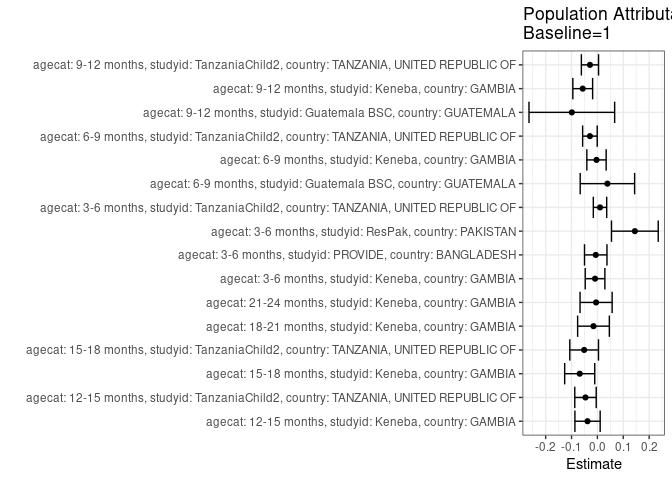 Population Attributa
Baseline=1
agecat: 9-12 months, studyid: TanzaniaChild2, country: TANZANIA, UNITED REPUBLIC OF
agecat: 9-12 months, studyid: Keneba, country: GAMBIA
agecat: 9-12 months, studyid: Guatemala BSC, country: GUATEMALA
agecat: 6-9 months, studyid: TanzaniaChild2, country: TANZANIA, UNITED REPUBLIC OF
agecat: 6-9 months, studyid: Keneba, country: GAMBIA
agecat: 6-9 months, studyid: Guatemala BSC, country: GUATEMALA
agecat: 3-6 months, studyid: TanzaniaChild2, country: TANZANIA, UNITED REPUBLIC OF
agecat: 3-6 months, studyid: ResPak, country: PAKISTAN
agecat: 3-6 months, studyid: PROVIDE, country: BANGLADESH
agecat: 3-6 months, studyid: Keneba, country: GAMBIA
agecat: 21-24 months, studyid: Keneba, country: GAMBIA
agecat: 18-21 months, studyid: Keneba, country: GAMBIA
agecat: 15-18 months, studyid: TanzaniaChild2, country: TANZANIA, UNITED REPUBLIC OF
agecat: 15-18 months, studyid: Keneba, country: GAMBIA
agecat: 12-15 months, studyid: TanzaniaChild2, country: TANZANIA, UNITED REPUBLIC OF
agecat: 12-15 months, studyid: Keneba, country: GAMBIA
-0.2 -0.1 0.0 0.1 0.2
Estimate